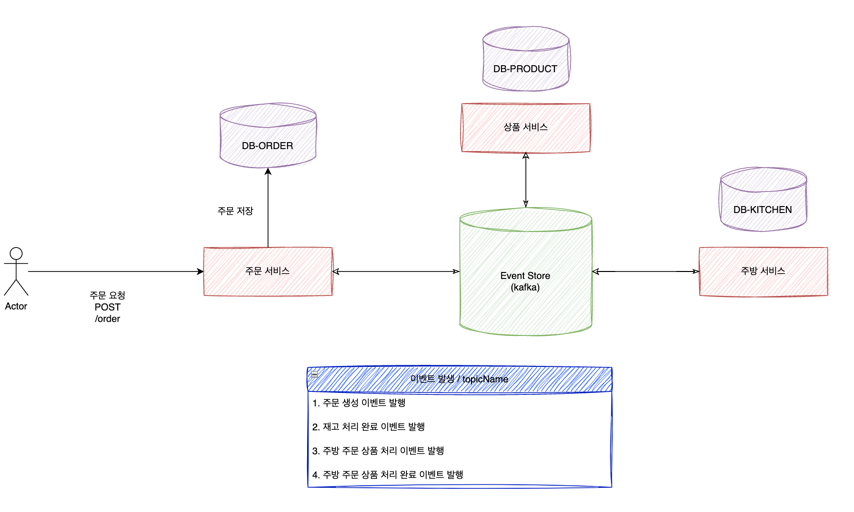 DB-PRODUCT
상품 서비스
DB-ORDER
주문 저장
DB-KITCHEN
주문 서비스
Event Store
(kafka)
주방 서비스
Actor
주문 요청
POST
/order
이벤트 발생 / topicName
1. 주문 생성 이벤트 발행
2. 재고 처리 완료 이벤트 발행
3. 주방 주문 상품 처리 이벤트 발행
4. 주방 주문 상품 처리 완료 이벤트 발행